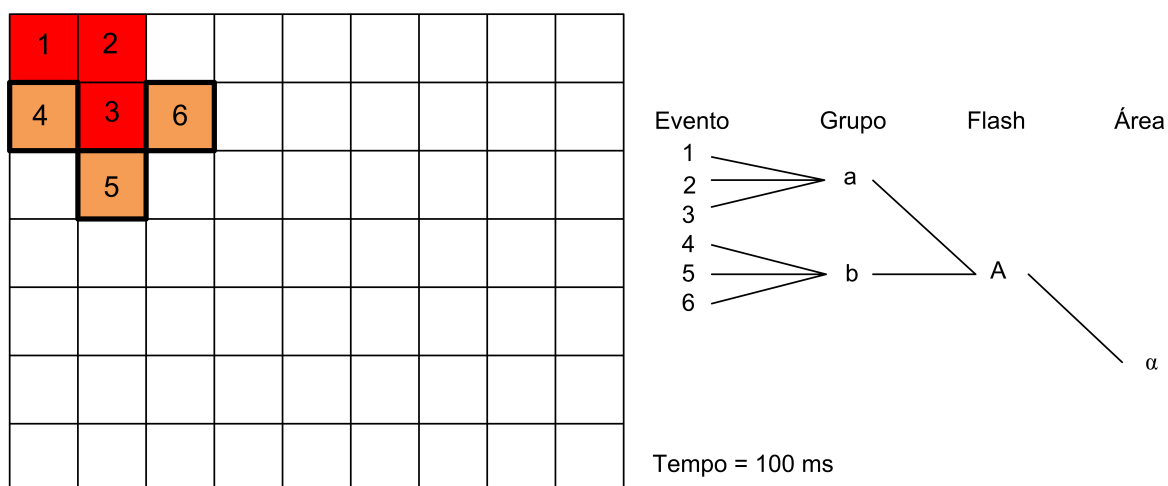 1 2
4 3 6
5
Evento Grupo Flash Área
1
2 a
3
4
5 b A
6
α
Tempo = 100 ms